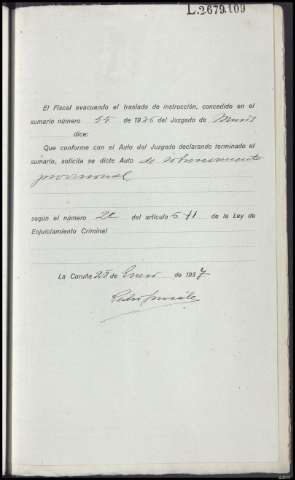 L.2679.109
El Fiscal evacuando el traslado de instrucción, concedido en el
sumario número 55 de 1936 del Juzgado de Muros
dice:
Que conforme con el Auto del Juzgado declarando terminado el
sumario, solicita se dicte Auto de sobreseimiento
provisional
según el número 2º del artículo 641 de la Ley de
Enjuiciamiento Criminal
La Coruña 23 de Enero de 1937